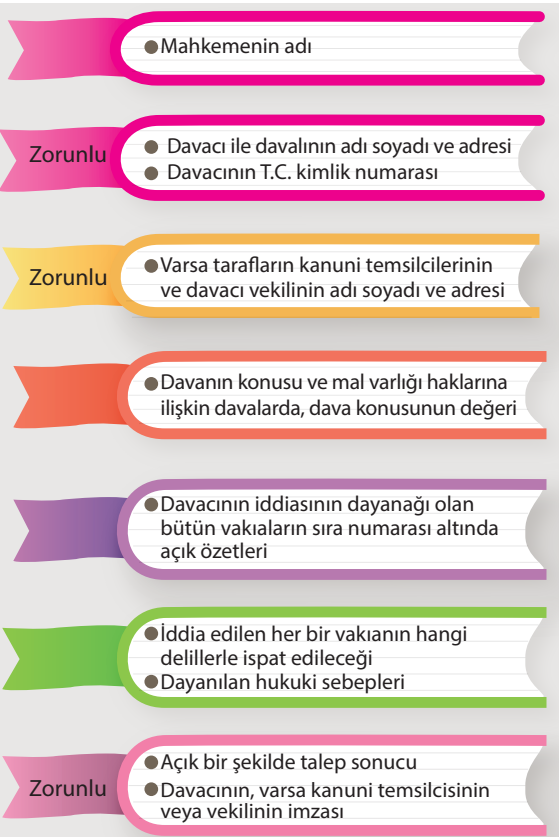 ●Mahkemenin adı
Zorunlu
● Davacı ile davalının adı soyadı ve adresi
● Davacının T.C. kimlik numarası
Zorunlu
●Varsa tarafların kanuni temsilcilerinin
ve davacı vekilinin adı soyadı ve adresi
●Davanın konusu ve mal varlığı haklarına
ilişkin davalarda, dava konusunun değeri
●Davacının iddiasının dayanağı olan
bütün vakıaların sıra numarası altında
açık özetleri
●İddia edilen her bir vakıanın hangi
delillerle ispat edileceği
●Dayanılan hukuki sebepleri
Zorunlu
●Açık bir şekilde talep sonucu
●Davacının, varsa kanuni temsilcisinin
veya vekilinin imzası